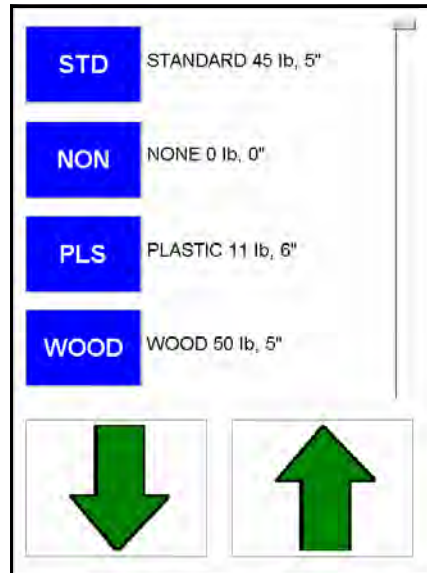 STD STANDARD 45 lb, 5"
NON NONE 0 lb, 0"
PLS PLASTIC 11 lb, 6"
WOOD WOOD 50 lb, 5"